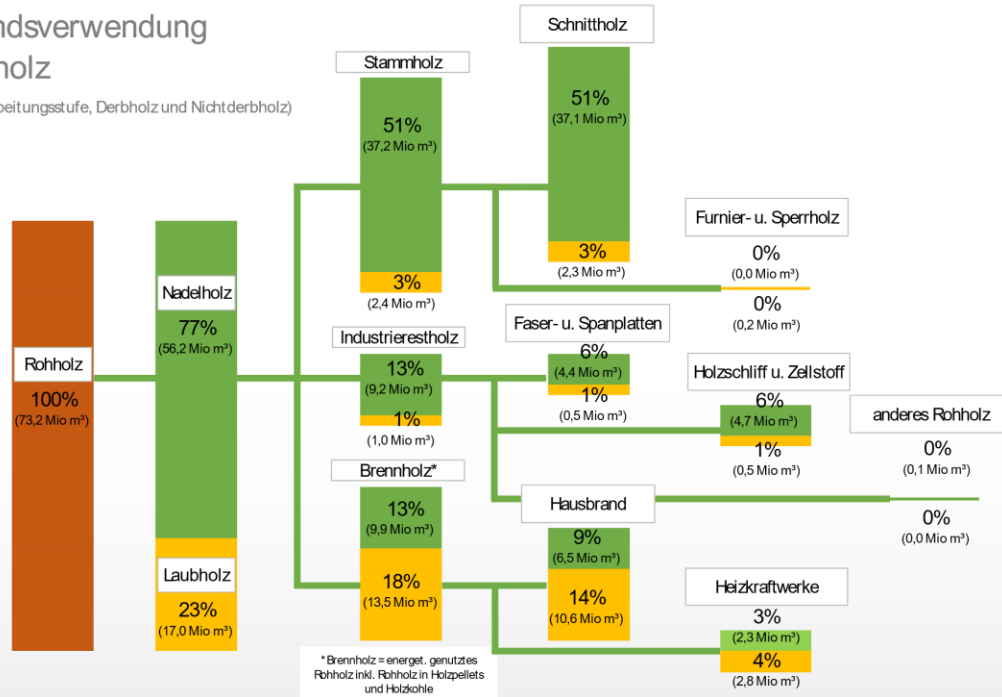 ndsverwendung
holz
beitungsstufe, Derbholz und Nichtderbholz)
Rohholz
100%
(73,2 Mio m³)
Nadelholz
77%
(56,2 Mio m³)
Laubholz
23%
(17,0 Mio m³)
Stammholz
51%
(37,2 Mio m³)
3%
(2,4 Mio m³)
Industrierestholz
13%
(9,2 Mio m³)
1%
(1,0 Mio m³)
Brennholz*
13%
(9,9 Mio m³)
18%
(13,5 Mio m³)
*Brennholz = energet. genutztes
Rohholz inkl. Rohholz in Holzpellets
und Holzkohle
Schnittholz
51%
(37,1 Mio m³)
3%
(2,3 Mio m³)
Furnier- u. Sperrholz
0%
(0,0 Mio m³)
0%
(0,2 Mio m³)
Faser- u. Spanplatten
6%
(4,4 Mio m³)
1%
(0,5 Mio m³)
Holzschliff u. Zellstoff
6%
(4,7 Mio m³)
1%
(0,5 Mio m³)
anderes Rohholz
0%
(0,1 Mio m³)
0%
(0,0 Mio m³)
Hausbrand
9%
(6,5 Mio m³)
14%
(10,6 Mio m³)
Heizkraftwerke
3%
(2,3 Mio m³)
4%
(2,8 Mio m³)